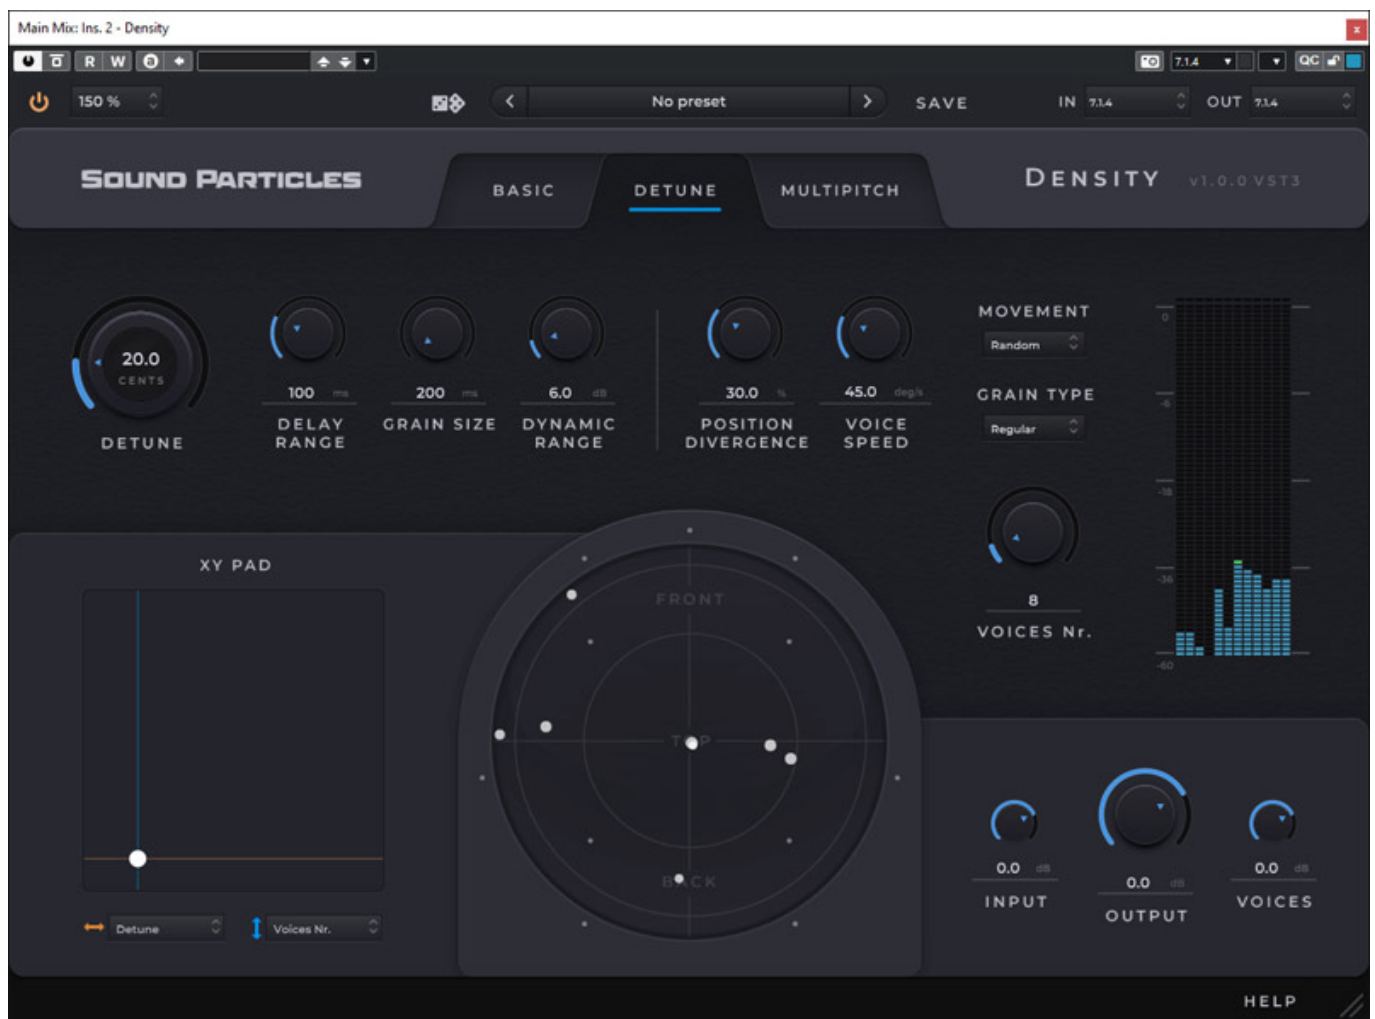 Main Mix: Ins. 2 - Density
x
R W a 7.1.4 QC
150 % No preset SAVE IN 7.1.4 OUT 7.1.4
SOUND PARTICLES BASIC DETUNE MULTIPITCH DENSITY v1.0.0 VST3
20.0
CENTS
DETUNE
100 ms
DELAY
RANGE
200 ms
GRAIN SIZE
6.0 dB
DYNAMIC
RANGE
30.0 %
POSITION
DIVERGENCE
45.0 deg/s
VOICE
SPEED
MOVEMENT
Random
GRAIN TYPE
Regular
8
VOICES Nr.
0
-6
-18
-36
-60
XY PAD
Detune Voices Nr.
FRONT
TOP
BACK
0.0 dB
INPUT
0.0 dB
OUTPUT
0.0 dB
VOICES
HELP